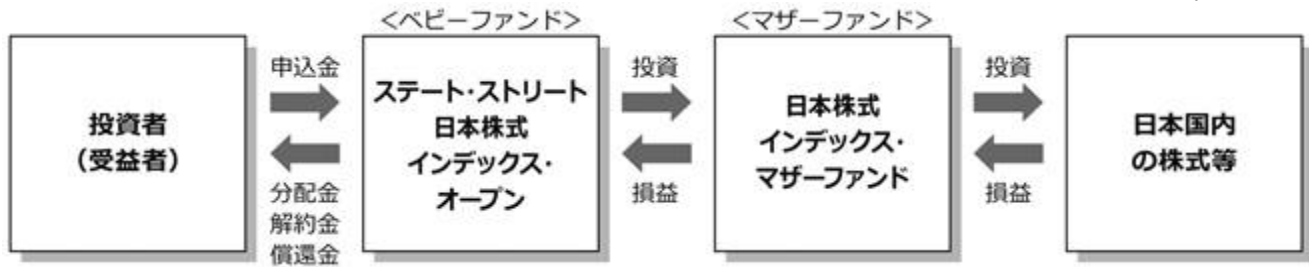 ＜ベビーファンド＞
＜マザーファンド＞
投資者
（受益者）
申込金
分配金
解約金
償還金
ステート・ストリート
日本株式
インデックス・
オープン
投資
損益
日本株式
インデックス・
マザーファンド
投資
損益
日本国内
の株式等